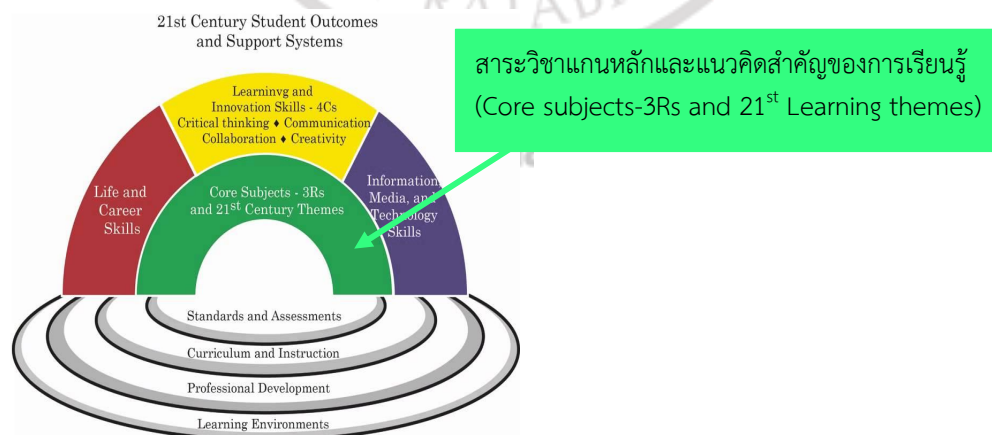 21st Century Student Outcomes
and Support Systems
สาระวิชาแกนหลักและแนวคิดสำคัญของการเรียนรู้
(Core subjects-3Rs and 21st Learning themes)
Learninvg and
Innovation Skills - 4Cs
Critical thinking ♦ Communication
Collaboration ♦ Creativity
Life and
Career
Skills
Core Subjects - 3Rs
and 21st Century Themes
Information,
Media, and
Technology
Skills
Standards and Assessments
Curriculum and Instruction
Professional Development
Learning Environments